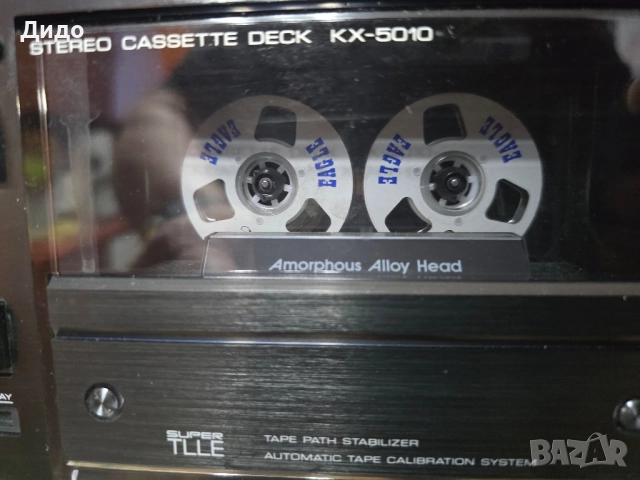 Дидо
STEREO CASSETTE DECK KX-5010
EAGLE EAGLE EAGLE EAGLE
Amorphous Alloy Head
AY
SUPER
TLLE
TAPE PATH STABILIZER
AUTOMATIC TAPE CALIBRATION SYSTEM
BAZAR